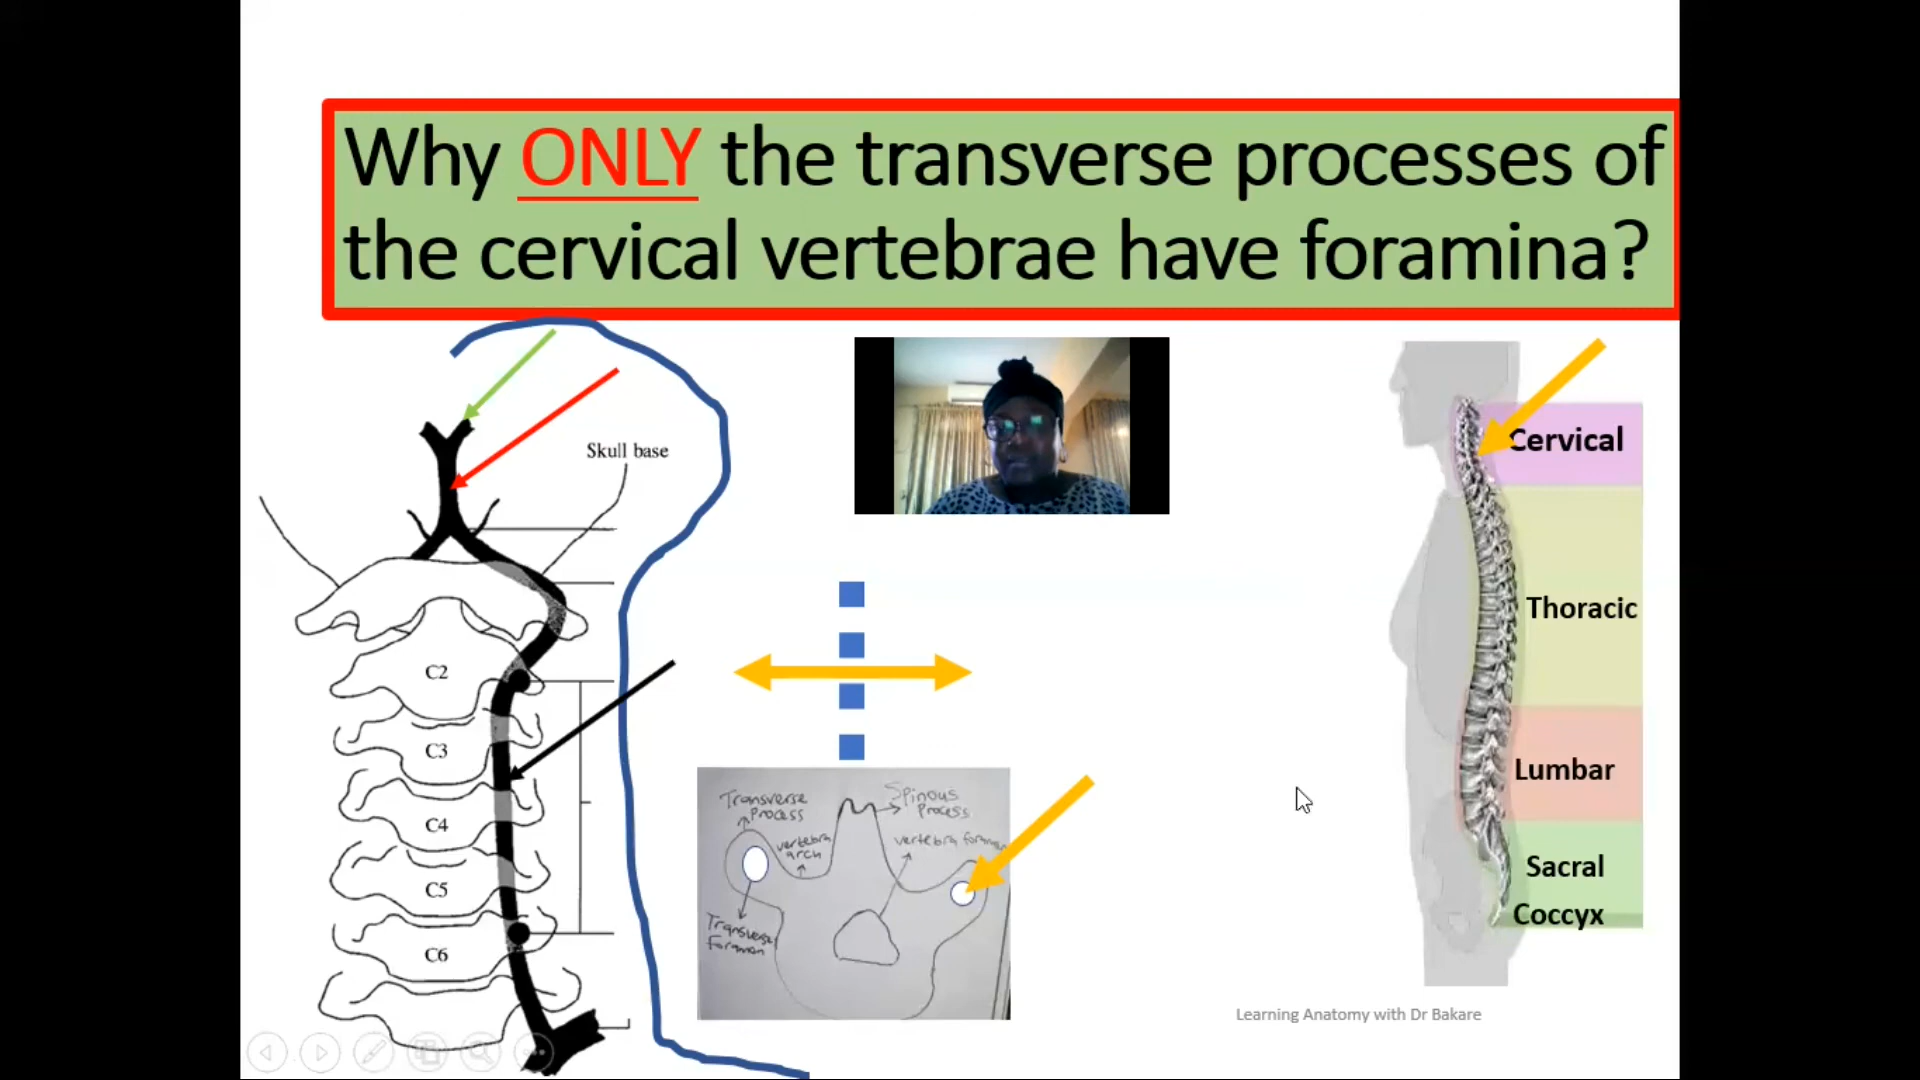 Why ONLY the transverse processes of
the cervical vertebrae have foramina?
Skull base
C2
C3
C4
C5
C6
Transverse
Process
Spinous
Process
vertebra
arch
vertebra foramen
Transverse
foramen
Cervical
Thoracic
Lumbar
Sacral
Coccyx
Learning Anatomy with Dr Bakare